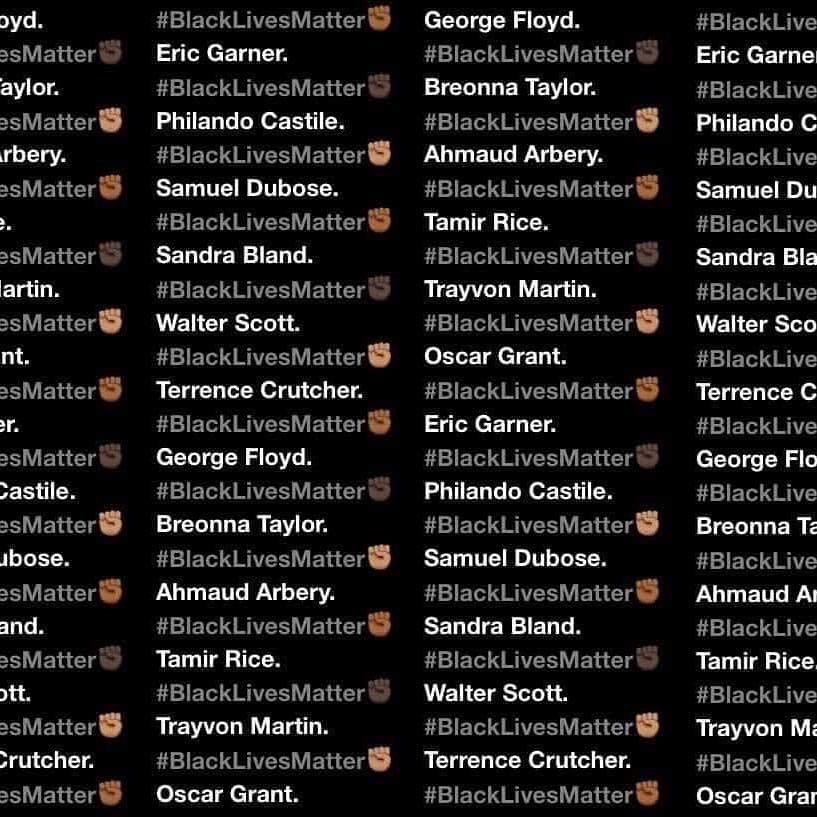 oyd.
esMatter✊🏿
Taylor.
esMatter✊🏽
rbery.
esMatter✊🏾
e.
esMatter✊🏿
artin.
esMatter✊🏽
nt.
esMatter✊🏾
er.
esMatter✊🏿
Castile.
esMatter✊🏽
ubose.
esMatter✊🏾
and.
esMatter✊🏿
ott.
esMatter✊🏽
Crutcher.
esMatter✊🏾
#BlackLivesMatter✊🏾
Eric Garner.
#BlackLivesMatter✊🏿
Philando Castile.
#BlackLivesMatter✊🏽
Samuel Dubose.
#BlackLivesMatter✊🏾
Sandra Bland.
#BlackLivesMatter✊🏿
Walter Scott.
#BlackLivesMatter✊🏽
Terrence Crutcher.
#BlackLivesMatter✊🏾
George Floyd.
#BlackLivesMatter✊🏿
Breonna Taylor.
#BlackLivesMatter✊🏽
Ahmaud Arbery.
#BlackLivesMatter✊🏾
Tamir Rice.
#BlackLivesMatter✊🏿
Trayvon Martin.
#BlackLivesMatter✊🏽
Oscar Grant.
George Floyd.
#BlackLivesMatter✊🏿
Breonna Taylor.
#BlackLivesMatter✊🏽
Ahmaud Arbery.
#BlackLivesMatter✊🏾
Tamir Rice.
#BlackLivesMatter✊🏿
Trayvon Martin.
#BlackLivesMatter✊🏽
Oscar Grant.
#BlackLivesMatter✊🏾
Eric Garner.
#BlackLivesMatter✊🏿
Philando Castile.
#BlackLivesMatter✊🏽
Samuel Dubose.
#BlackLivesMatter✊🏾
Sandra Bland.
#BlackLivesMatter✊🏿
Walter Scott.
#BlackLivesMatter✊🏽
Terrence Crutcher.
#BlackLivesMatter✊🏾
#BlackLive
Eric Garner
#BlackLive
Philando C
#BlackLive
Samuel Du
#BlackLive
Sandra Bla
#BlackLive
Walter Sco
#BlackLive
Terrence C
#BlackLive
George Flo
#BlackLive
Breonna Ta
#BlackLive
Ahmaud Ar
#BlackLive
Tamir Rice.
#BlackLive
Trayvon Ma
#BlackLive
Oscar Gran